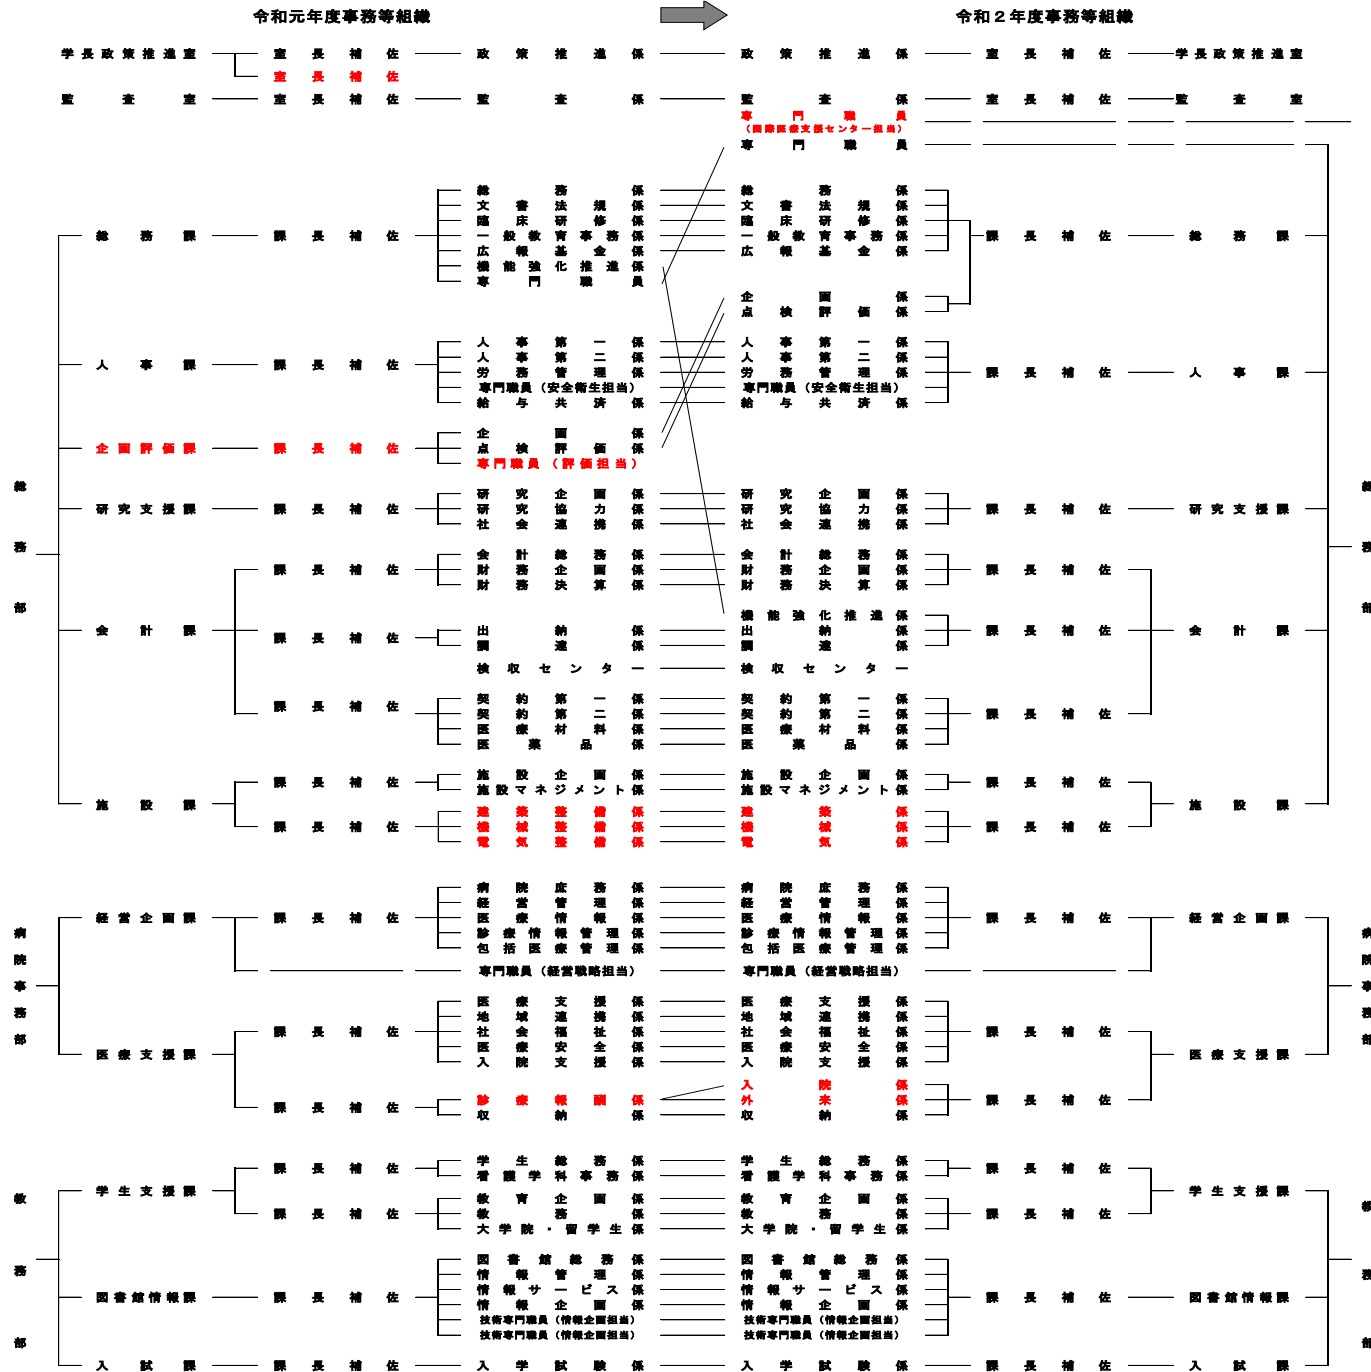 令和元年度事務等組織 令和２年度事務等組織
学長政策推進室 室長補佐 政策推進係 政策推進係 室長補佐 学長政策推進室
室長補佐
監査室 室長補佐 監査係 監査係 室長補佐 監査室
専門職員
（国際医療支援センター担当）
専門職員
総務係 総務係
文書法規係 文書法規係
臨床研修係 臨床研修係
総務課 課長補佐 一般教育事務係 一般教育事務係 課長補佐 総務課
広報基金係 広報基金係
機能強化推進係
専門職員
企画係
点検評価係
人事第一係 人事第一係
人事第二係 人事第二係
人事課 課長補佐 労務管理係 労務管理係 課長補佐 人事課
専門職員（安全衛生担当） 専門職員（安全衛生担当）
給与共済係 給与共済係
企画係
企画評価課 課長補佐 点検評価係
専門職員（評価担当）
総務部 総務部
研究企画係 研究企画係
研究支援課 課長補佐 研究協力係 研究協力係 課長補佐 研究支援課
社会連携係 社会連携係
会計総務係 会計総務係
課長補佐 財務企画係 財務企画係 課長補佐
財務決算係 財務決算係
機能強化推進係
会計課 課長補佐 出納係 出納係 課長補佐 会計課
調達係 調達係
検収センター 検収センター
契約第一係 契約第一係
課長補佐 契約第二係 契約第二係 課長補佐
医療材料係 医療材料係
医薬品係 医薬品係
課長補佐 施設企画係 施設企画係 課長補佐
施設マネジメント係 施設マネジメント係
施設課 施設課
建築整備係 建築係
課長補佐 機械整備係 機械係 課長補佐
電気整備係 電気係
病院庶務係 病院庶務係
経営管理係 経営管理係
経営企画課 課長補佐 医療情報係 医療情報係 課長補佐 経営企画課
診療情報管理係 診療情報管理係
包括医療管理係 包括医療管理係
専門職員（経営戦略担当） 専門職員（経営戦略担当）
病院事務部 病院事務部
医療支援係 医療支援係
地域連携係 地域連携係
課長補佐 社会福祉係 社会福祉係 課長補佐
医療安全係 医療安全係
医療支援課 医療支援課
入院支援係 入院支援係
入院係
課長補佐 診療報酬係 外来係 課長補佐
収納係 収納係
学生総務係 学生総務係
課長補佐 看護学科事務係 看護学科事務係 課長補佐
学生支援課 学生支援課
教育企画係 教育企画係
課長補佐 教務係 教務係 課長補佐
大学院・留学生係 大学院・留学生係
教務部 教務部
図書館総務係 図書館総務係
情報管理係 情報管理係
情報サービス係 情報サービス係
図書館情報課 課長補佐 情報企画係 情報企画係 課長補佐 図書館情報課
技術専門職員（情報企画担当） 技術専門職員（情報企画担当）
技術専門職員（情報企画担当） 技術専門職員（情報企画担当）
入試課 課長補佐 入学試験係 入学試験係 課長補佐 入試課